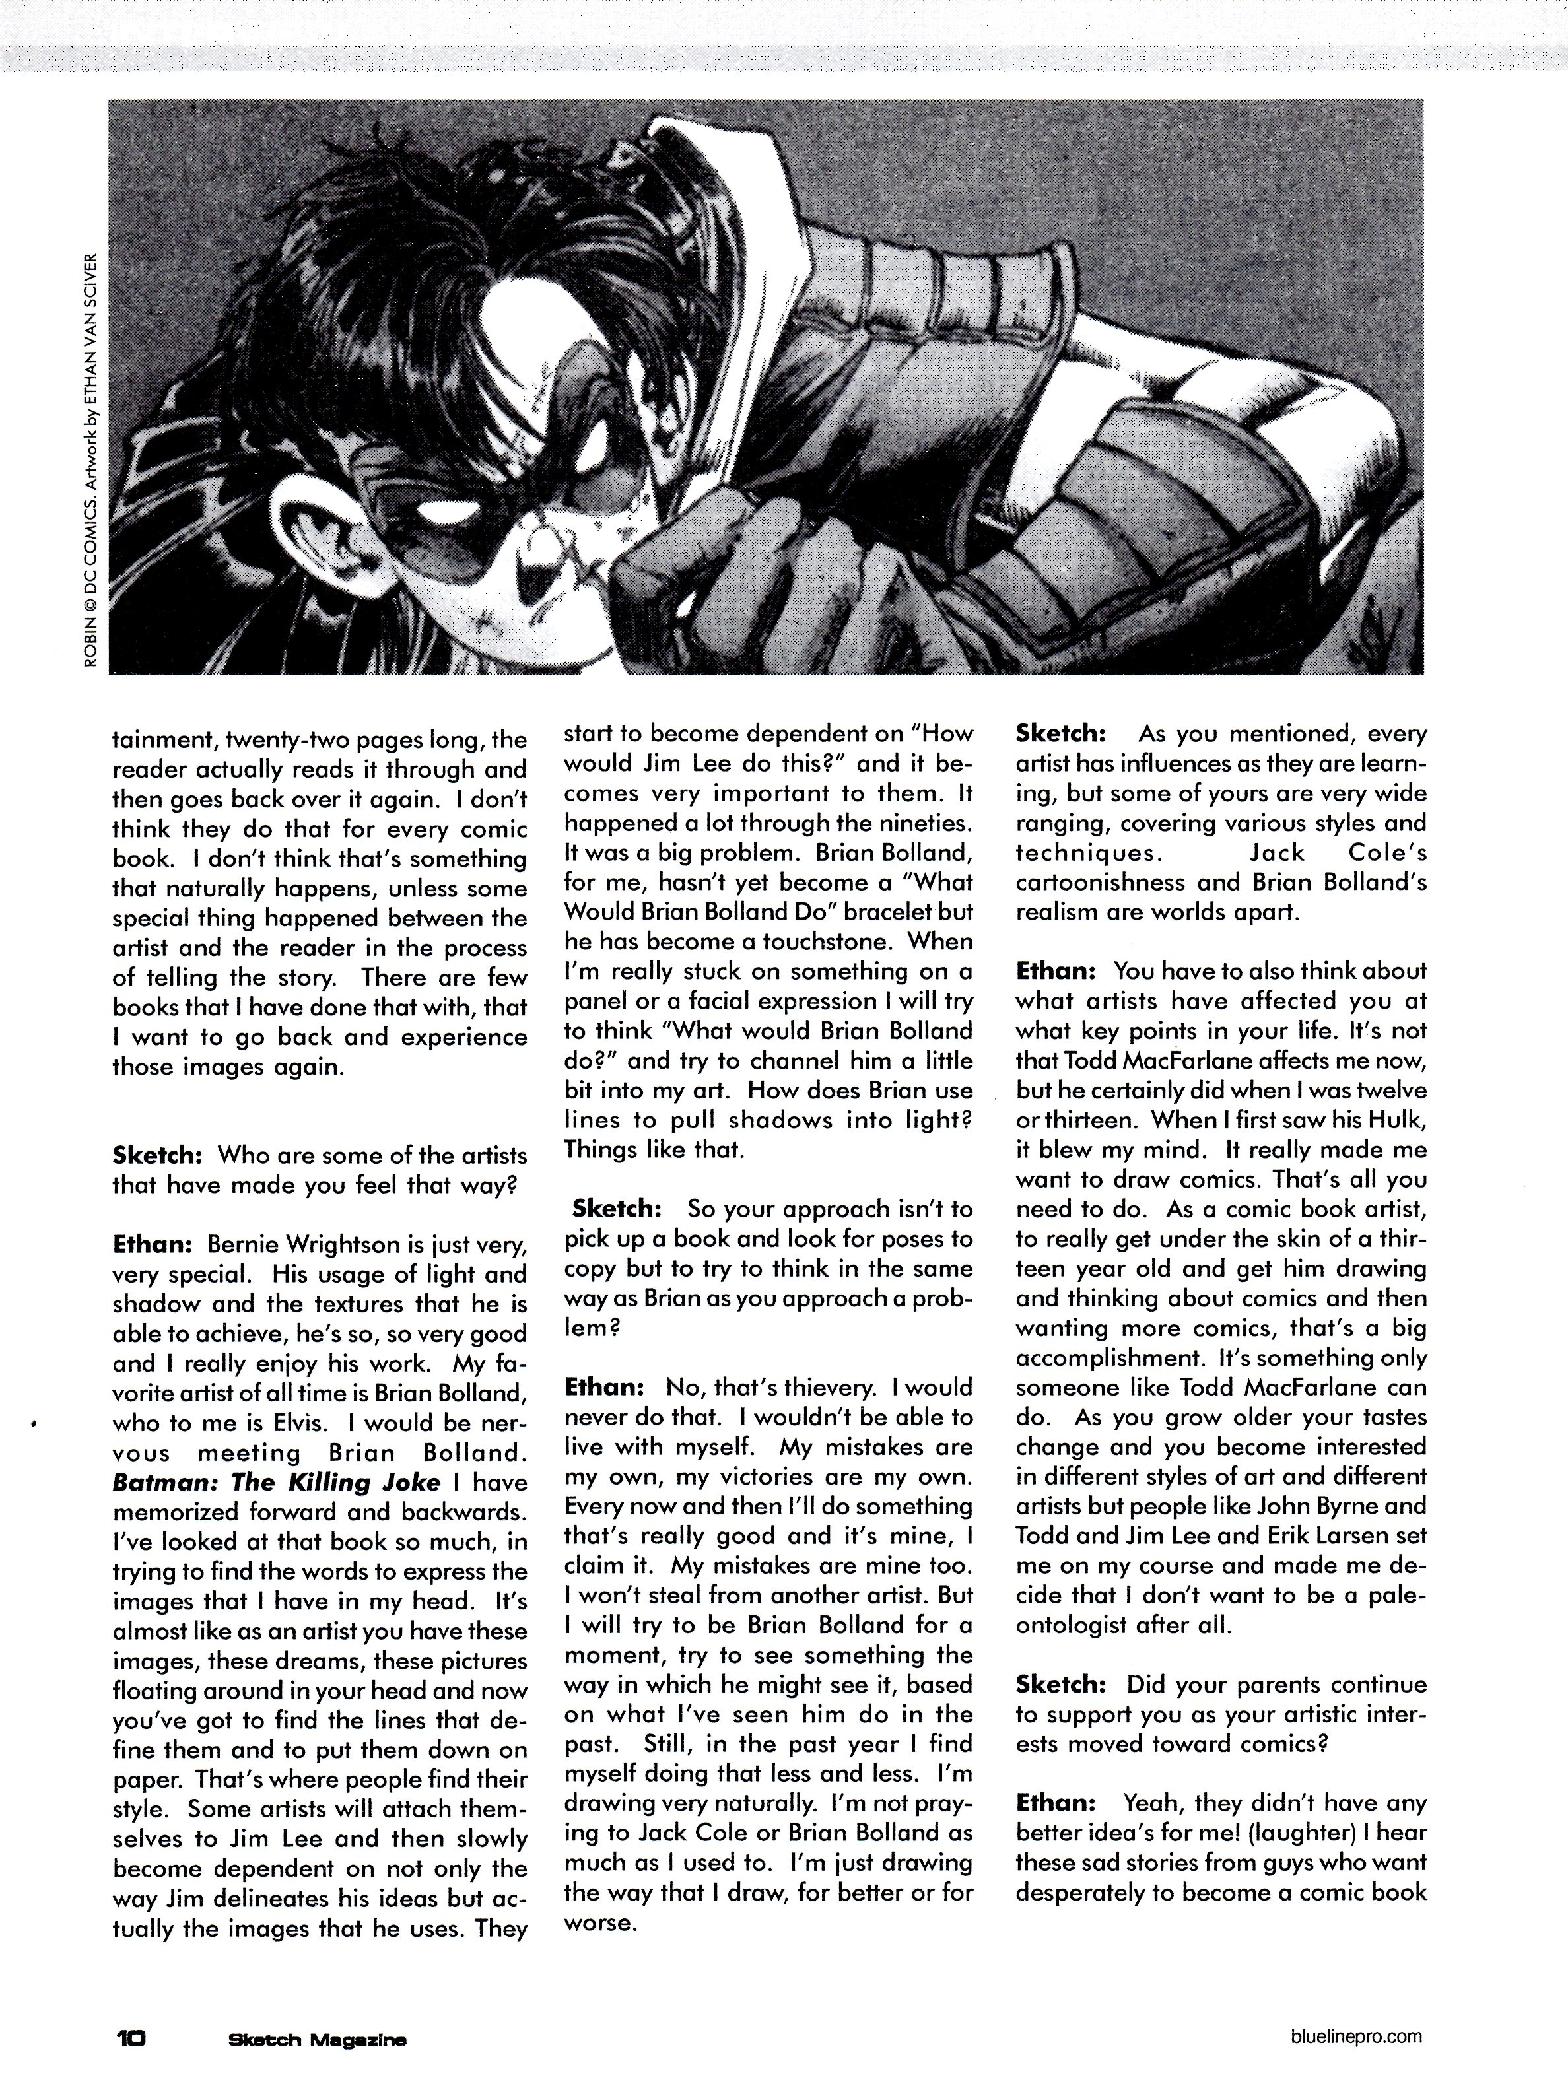 ROBIN © DC COMICS. Artwork by ETHAN VAN SCIVER
tainment, twenty-two pages long, the
reader actually reads it through and
then goes back over it again. I don't
think they do that for every comic
book. I don't think that's something
that naturally happens, unless some
special thing happened between the
artist and the reader in the process
of telling the story. There are few
books that I have done that with, that
I want to go back and experience
those images again.
Sketch: Who are some of the artists
that have made you feel that way?
Ethan: Bernie Wrightson is just very,
very special. His usage of light and
shadow and the textures that he is
able to achieve, he's so, so very good
and I really enjoy his work. My fa-
vorite artist of all time is Brian Bolland,
who to me is Elvis. I would be ner-
vous meeting Brian Bolland.
Batman: The Killing Joke I have
memorized forward and backwards.
I've looked at that book so much, in
trying to find the words to express the
images that I have in my head. It's
almost like as an artist you have these
images, these dreams, these pictures
floating around in your head and now
you've got to find the lines that de-
fine them and to put them down on
paper. That's where people find their
style. Some artists will attach them-
selves to Jim Lee and then slowly
become dependent on not only the
way Jim delineates his ideas but ac-
tually the images that he uses. They
start to become dependent on "How
would Jim Lee do this?" and it be-
comes very important to them. It
happened a lot through the nineties.
It was a big problem. Brian Bolland,
for me, hasn't yet become a "What
Would Brian Bolland Do" bracelet but
he has become a touchstone. When
I'm really stuck on something on a
panel or a facial expression I will try
to think "What would Brian Bolland
do?" and try to channel him a little
bit into my art. How does Brian use
lines to pull shadows into light?
Things like that.
Sketch: So your approach isn't to
pick up a book and look for poses to
copy but to try to think in the same
way as Brian as you approach a prob-
lem?
Ethan: No, that's thievery. I would
never do that. I wouldn't be able to
live with myself. My mistakes are
my own, my victories are my own.
Every now and then I'll do something
that's really good and it's mine, I
claim it. My mistakes are mine too.
I won't steal from another artist. But
I will try to be Brian Bolland for a
moment, try to see something the
way in which he might see it, based
on what I've seen him do in the
past. Still, in the past year I find
myself doing that less and less. I'm
drawing very naturally. I'm not pray-
ing to Jack Cole or Brian Bolland as
much as I used to. I'm just drawing
the way that I draw, for better or for
worse.
Sketch: As you mentioned, every
artist has influences as they are learn-
ing, but some of yours are very wide
ranging, covering various styles and
techniques. Jack Cole's
cartoonishness and Brian Bolland's
realism are worlds apart.
Ethan: You have to also think about
what artists have affected you at
what key points in your life. It's not
that Todd MacFarlane affects me now,
but he certainly did when I was twelve
or thirteen. When I first saw his Hulk,
it blew my mind. It really made me
want to draw comics. That's all you
need to do. As a comic book artist,
to really get under the skin of a thir-
teen year old and get him drawing
and thinking about comics and then
wanting more comics, that's a big
accomplishment. It's something only
someone like Todd MacFarlane can
do. As you grow older your tastes
change and you become interested
in different styles of art and different
artists but people like John Byrne and
Todd and Jim Lee and Erik Larsen set
me on my course and made me de-
cide that I don't want to be a pale-
ontologist after all.
Sketch: Did your parents continue
to support you as your artistic inter-
ests moved toward comics?
Ethan: Yeah, they didn't have any
better idea's for me! (laughter) I hear
these sad stories from guys who want
desperately to become a comic book
10 Sketch Magazine
bluelinepro.com